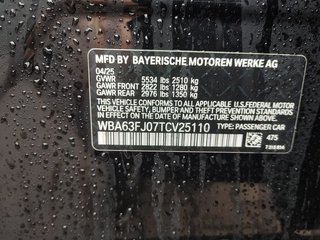 MFD BY BAYERISCHE MOTOREN WERKE AG
04/25
GVWR 5534 lbs 2510 kg
GAWR FRONT 2822 lbs 1280 kg
GAWR REAR 2976 lbs 1350 kg
THIS VEHICLE CONFORMS TO ALL APPLICABLE U.S.FEDERAL MOTOR
VEHICLE SAFETY, BUMPER AND THEFT PREVENTION STANDARDS
IN EFFECT ON THE DATE OF MANUFACTURE SHOWN ABOVE.
WBA63FJ07TCV25110 TYPE: PASSENGER CAR
475